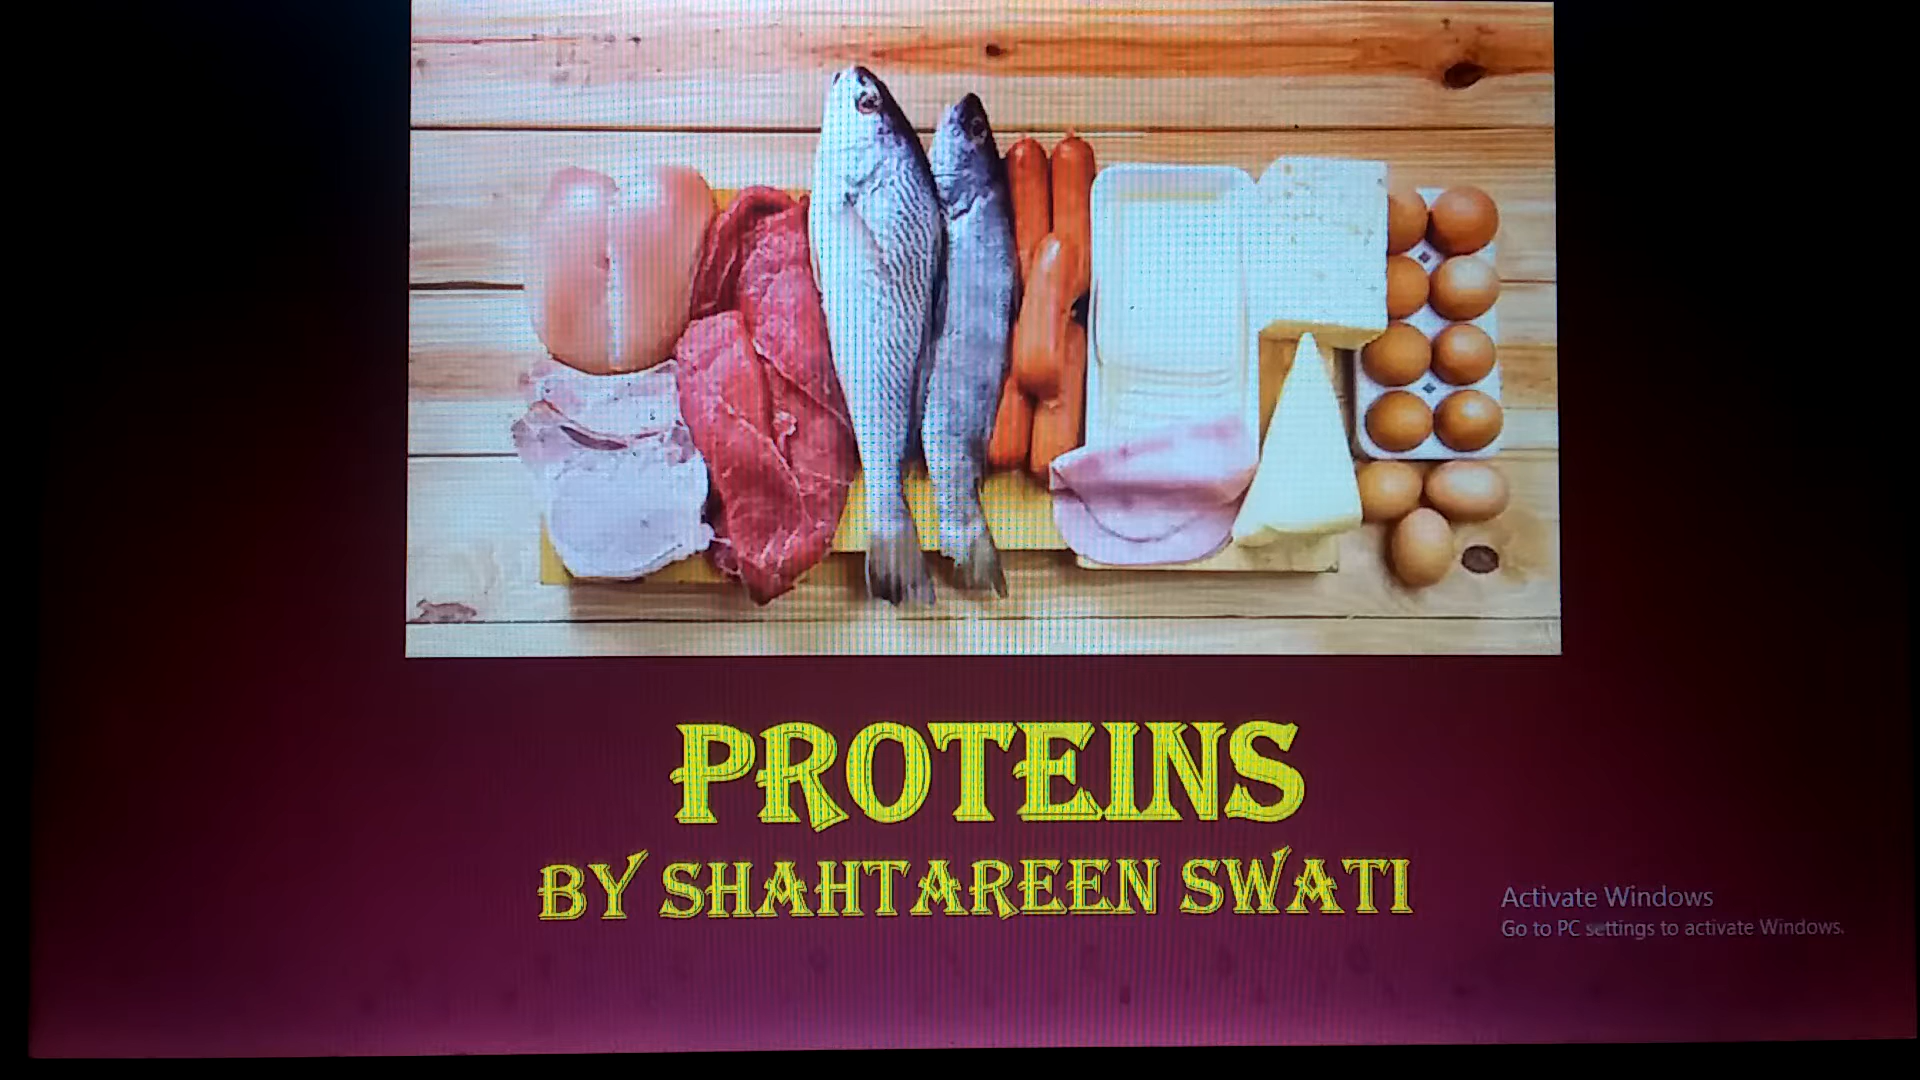 PROTEINS
BY SHAHTAREEN SWATI
Activate Windows
Go to PC settings to activate Windows.